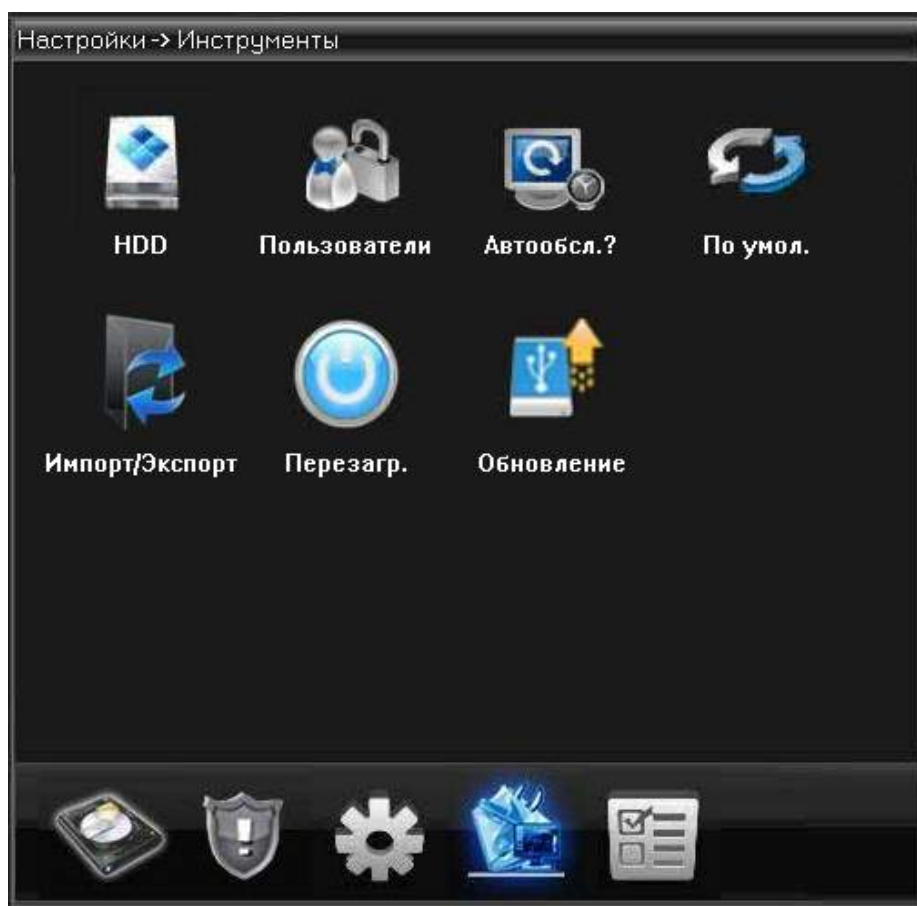 Настройки -> Инструменты
HDD Пользователи Автообсл.? По умол.
Импорт/Экспорт Перезагр. Обновление